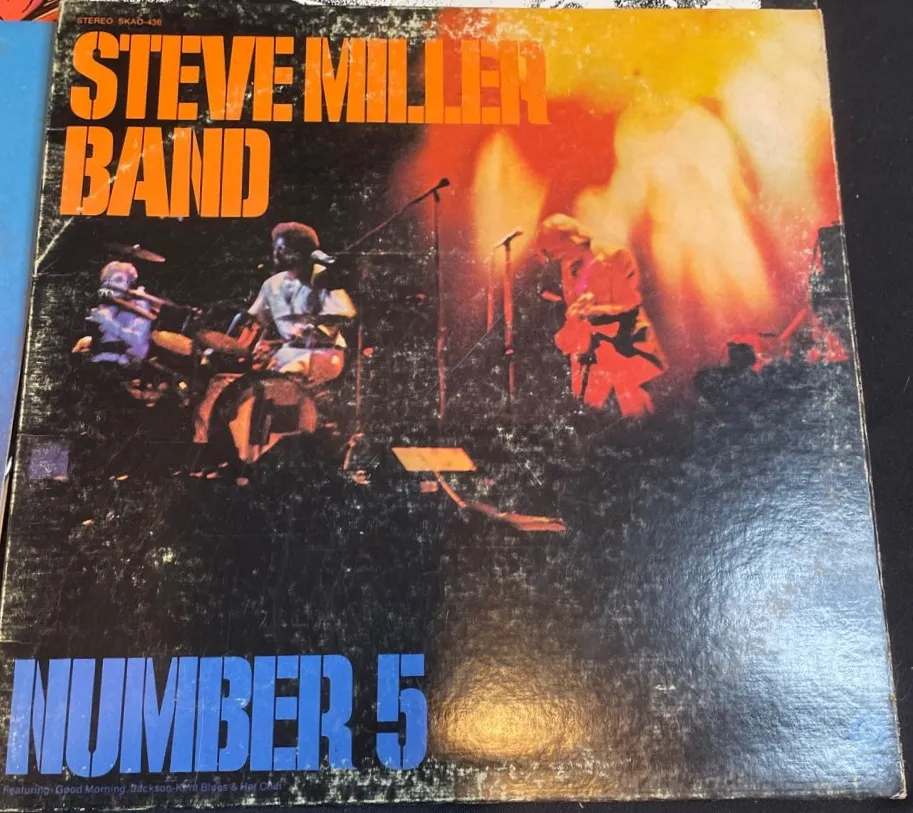 STEREO SKAO-436
STEVE MILLER
BAND
NUMBER 5
Featuring-Good Morning, Jackson-Kent Blues & Hot Chili